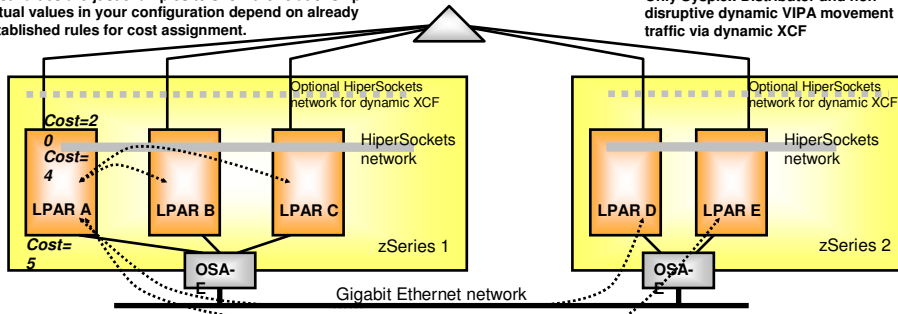 tual values in your configuration depend on already
tablished rules for cost assignment.
disruptive dynamic VIPA movement
traffic via dynamic XCF
Optional HiperSockets
network for dynamic XCF
Optional HiperSockets
network for dynamic XCF
Cost=2
0
Cost=
4
HiperSockets
network
HiperSockets
network
LPAR A
LPAR B
LPAR C
LPAR D
LPAR E
Cost=
5
zSeries 1
zSeries 2
OSA-
E
OSA-
E
Gigabit Ethernet network